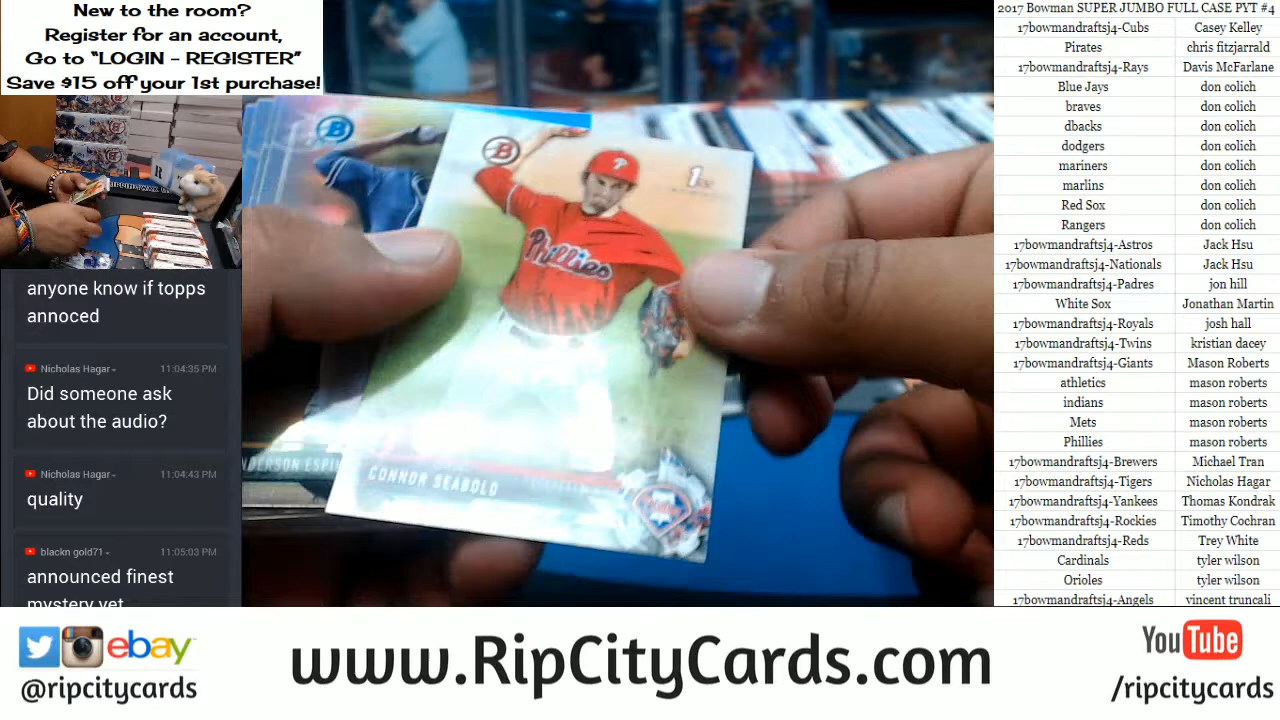 New to the room?
Register for an account,
Go to “LOGIN - REGISTER”
Save $15 off your 1st purchase!
anyone know if topps
annoced
Nicholas Hagar
11:04:35 PM
Did someone ask
about the audio?
Nicholas Hagar
11:04:43 PM
quality
blackn gold71
11:05:03 PM
announced finest
mystery yet
B
B
P
1st
Phillies
CONNOR SEABOLD
2017 Bowman SUPER JUMBO FULL CASE PYT #4
17bowmandraftsj4-Cubs Casey Kelley
Pirates chris fitzjarrald
17bowmandraftsj4-Rays Davis McFarlane
Blue Jays don colich
braves don colich
dbacks don colich
dodgers don colich
mariners don colich
marlins don colich
Red Sox don colich
Rangers don colich
17bowmandraftsj4-Astros Jack Hsu
17bowmandraftsj4-Nationals Jack Hsu
17bowmandraftsj4-Padres jon hill
White Sox Jonathan Martin
17bowmandraftsj4-Royals josh hall
17bowmandraftsj4-Twins kristian dacey
17bowmandraftsj4-Giants Mason Roberts
athletics mason roberts
indians mason roberts
Mets mason roberts
Phillies mason roberts
17bowmandraftsj4-Brewers Michael Tran
17bowmandraftsj4-Tigers Nicholas Hagar
17bowmandraftsj4-Yankees Thomas Kondrak
17bowmandraftsj4-Rockies Timothy Cochran
17bowmandraftsj4-Reds Trey White
Cardinals tyler wilson
Orioles tyler wilson
17bowmandraftsj4-Angels vincent truncali
ebay
@ripcitycards
www.RipCityCards.com
YouTube
/ripcitycards